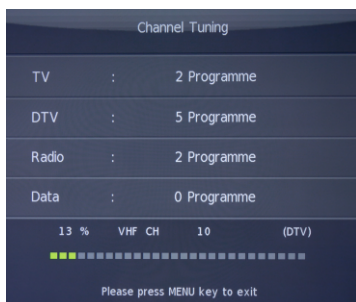 Channel Tuning
TV : 2 Programme
DTV : 5 Programme
Radio : 2 Programme
Data : 0 Programme
13 % VHF CH 10 (DTV)
Please press MENU key to exit